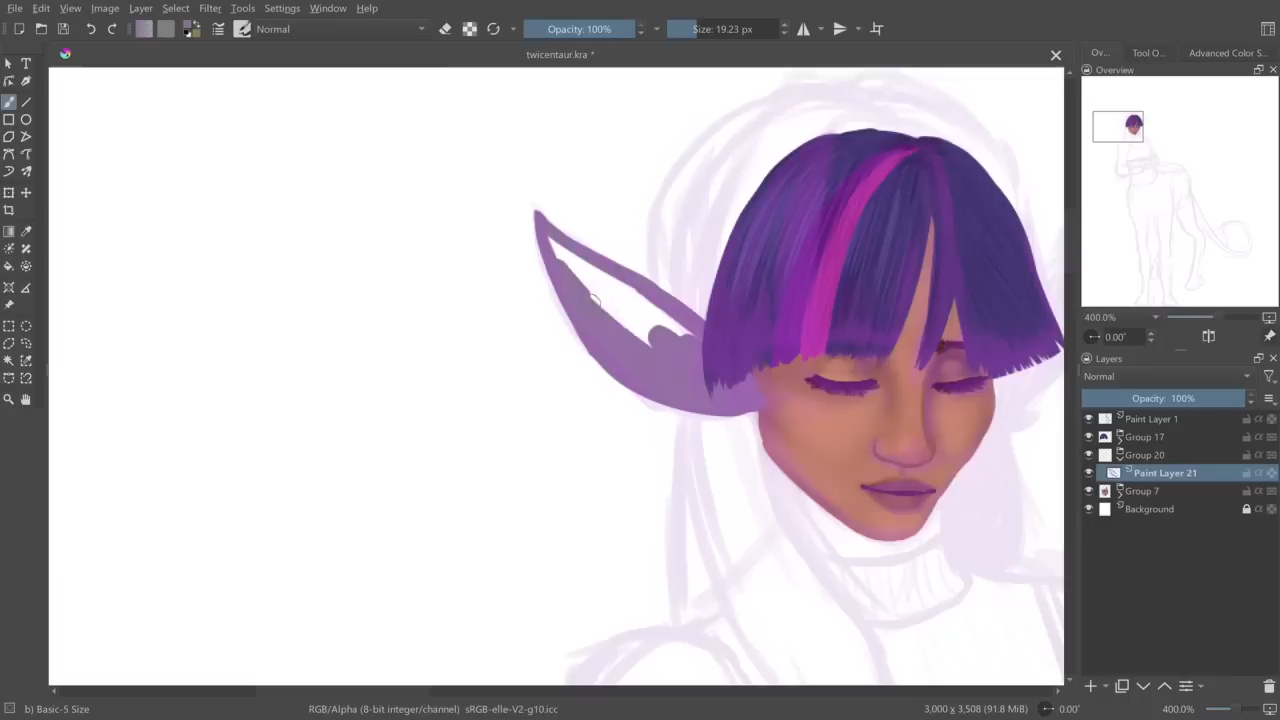 File Edit View Image Layer Select Filter Tools Settings Window Help
Normal Opacity: 100% Size: 19.23 px
twicentaur.kra *
Ov... Tool O... Advanced Color S...
Overview
400.0%
0.00°
Layers
Normal
Opacity: 100%
Paint Layer 1
Group 17
Group 20
Paint Layer 21
Group 7
Background
b) Basic-5 Size RGB/Alpha (8-bit integer/channel) sRGB-elle-V2-g10.icc 3,000 x 3,508 (91.8 MiB) 0.00° 400.0%